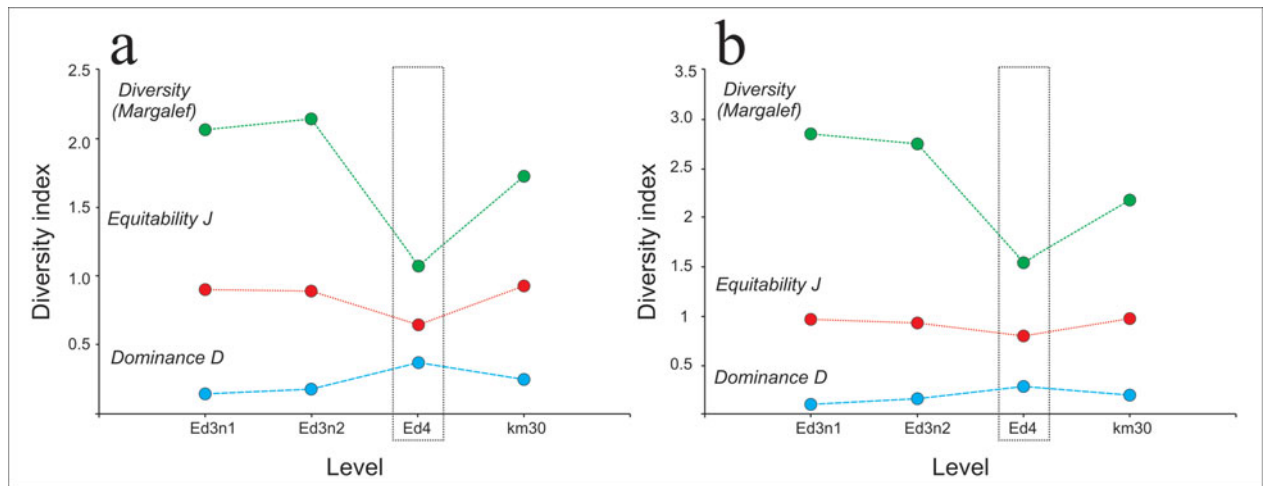 a
2.5
2.0
1.5
1.0
0.5
Diversity index
Diversity
(Margalef)
Equitability J
Dominance D
Ed3n1
Ed3n2
Ed4
km30
Level
b
3.5
3.0
2.5
2
1.5
1
0.5
Diversity index
Diversity
(Margalef)
Equitability J
Dominance D
Ed3n1
Ed3n2
Ed4
km30
Level